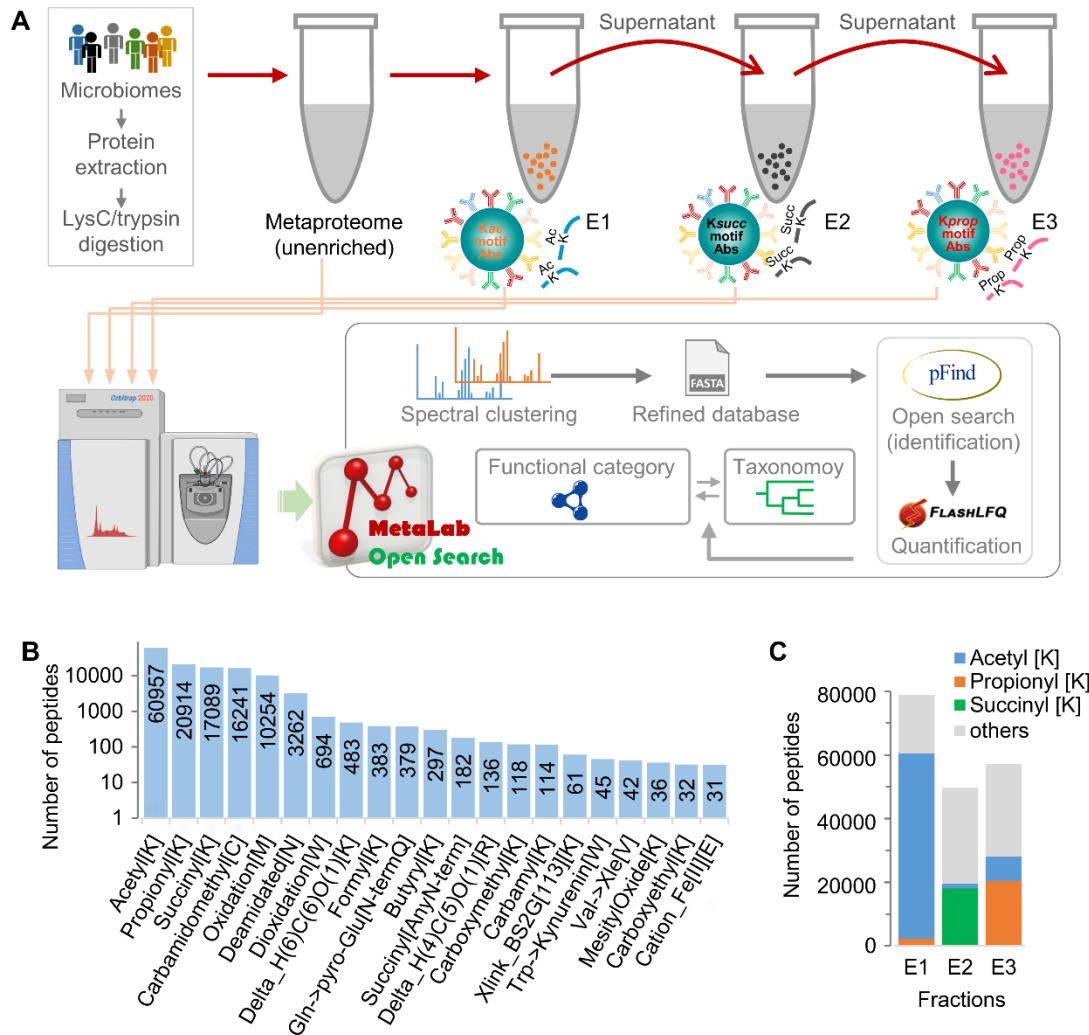 A
Supernatant
Supernatant
Microbiomes
Protein
extraction
LysC/trypsin
digestion
Metaproteome
(unenriched)
Kac
motif
Abs
Ac
K
Ac
K
E1
Ksucc
motif
Abs
Succ
K
Succ
K
E2
Kprop
motif
Abs
Prop
K
Prop
K
E3
Orbitrap 2020
Spectral clustering
FASTA
Refined database
pFind
Open search
(identification)
FLASHLFQ
Quantification
Functional category
Taxonomoy
MetaLab
Open Search
B
Number of peptides
10000
1000
100
10
1
60957
20914
17089
16241
10254
3262
694
483
383
379
297
182
136
118
114
61
45
42
36
32
31
Acetyl[K]
Propionyl[K]
Succinyl[K]
Carbamidomethyl[C]
Oxidation[M]
Deamidated[N]
Dioxidation[W]
Delta_H(6)C(6)O(1)[K]
Formyl[K]
Gln->pyro-Glu[N-termQ]
Butyryl[K]
Succinyl[AnyN-term]
Delta_H(4)C(5)O(1)[R]
Carboxymethyl[K]
Carbamyl[K]
Xlink_BS2G[113][K]
Trp->Kynurenin[W]
Val->Xle[V]
MesitylOxide[K]
Carboxyethyl[K]
Cation_Fe[III][E]
C
Acetyl [K]
Propionyl [K]
Succinyl [K]
others
Number of peptides
80000
60000
40000
20000
0
E1
E2
E3
Fractions